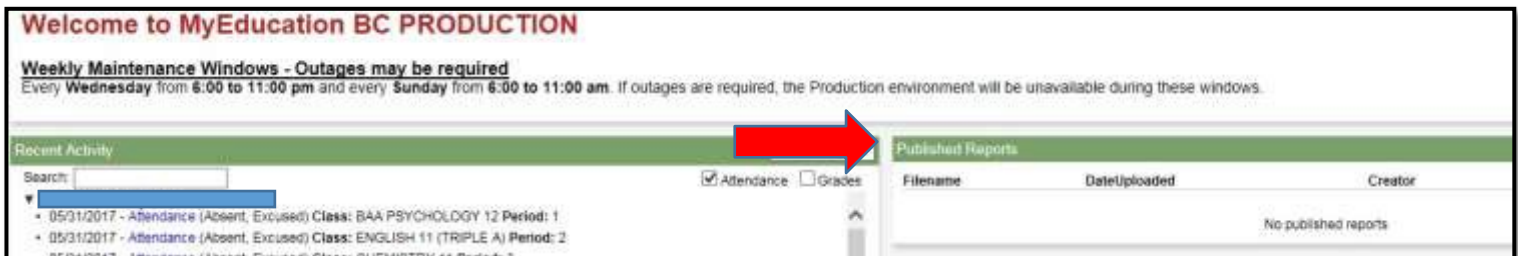 Welcome to MyEducation BC PRODUCTION
Weekly Maintenance Windows - Outages may be required
Every Wednesday from 6:00 to 11:00 pm and every Sunday from 6:00 to 11:00 am. If outages are required, the Production environment will be unavailable during these windows.
Recent Activity
Published Reports
Search:
Attendance Grades
Filename DateUploaded Creator
• 05/31/2017 - Attendance (Absent, Excused) Class: BAA PSYCHOLOGY 12 Period: 1
No published reports
• 05/31/2017 - Attendance (Absent, Excused) Class: ENGLISH 11 (TRIPLE A) Period: 2